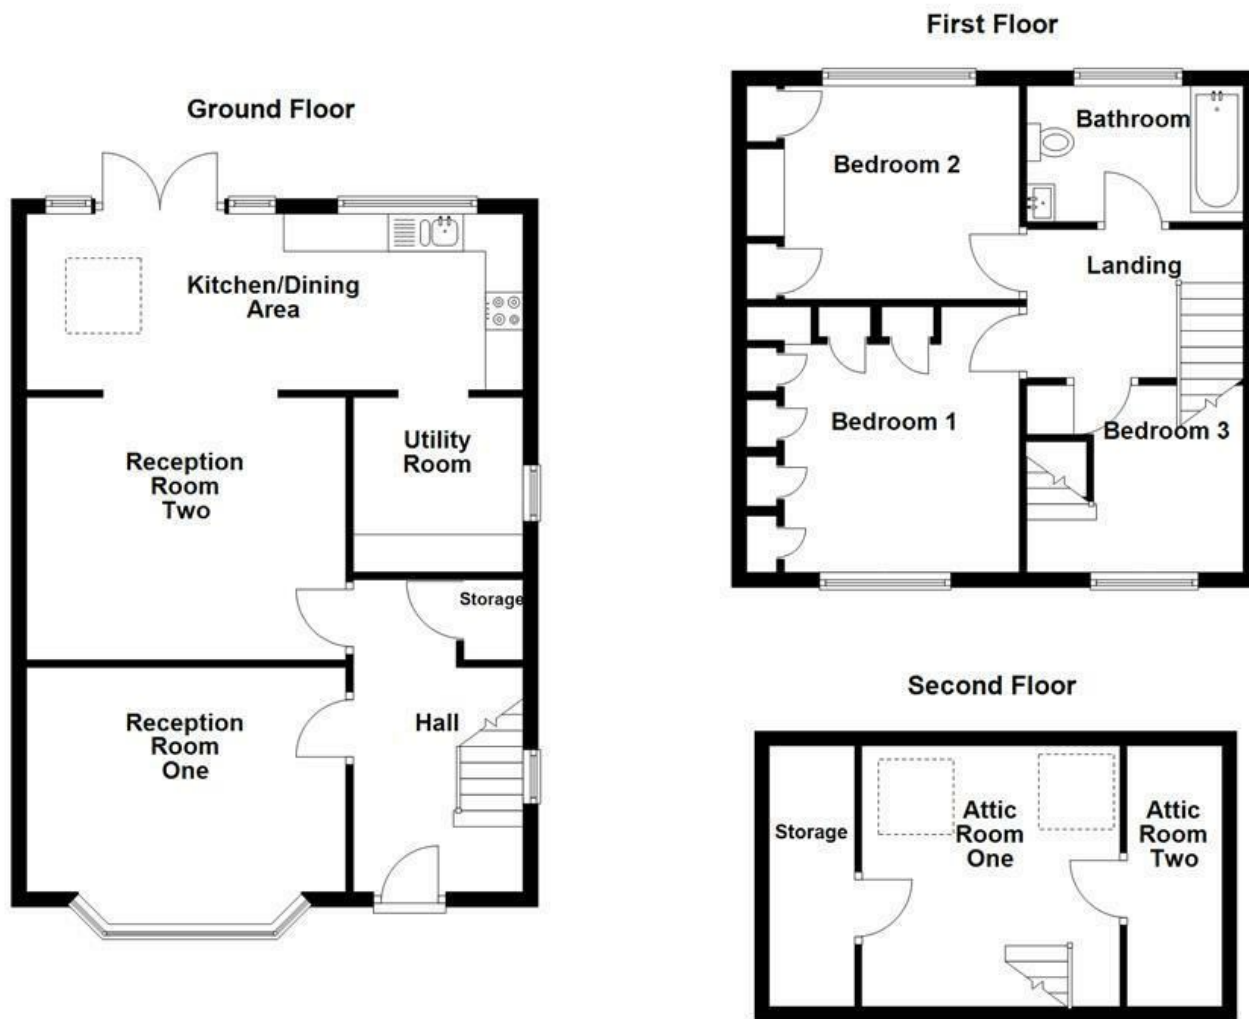 Ground Floor
Kitchen/Dining
Area
Utility
Room
Reception
Room
Two
Storage
Reception
Room
One
Hall
First Floor
Bathroom
Bedroom 2
Landing
Bedroom 1
Bedroom 3
Second Floor
Storage
Attic
Room
One
Attic
Room
Two